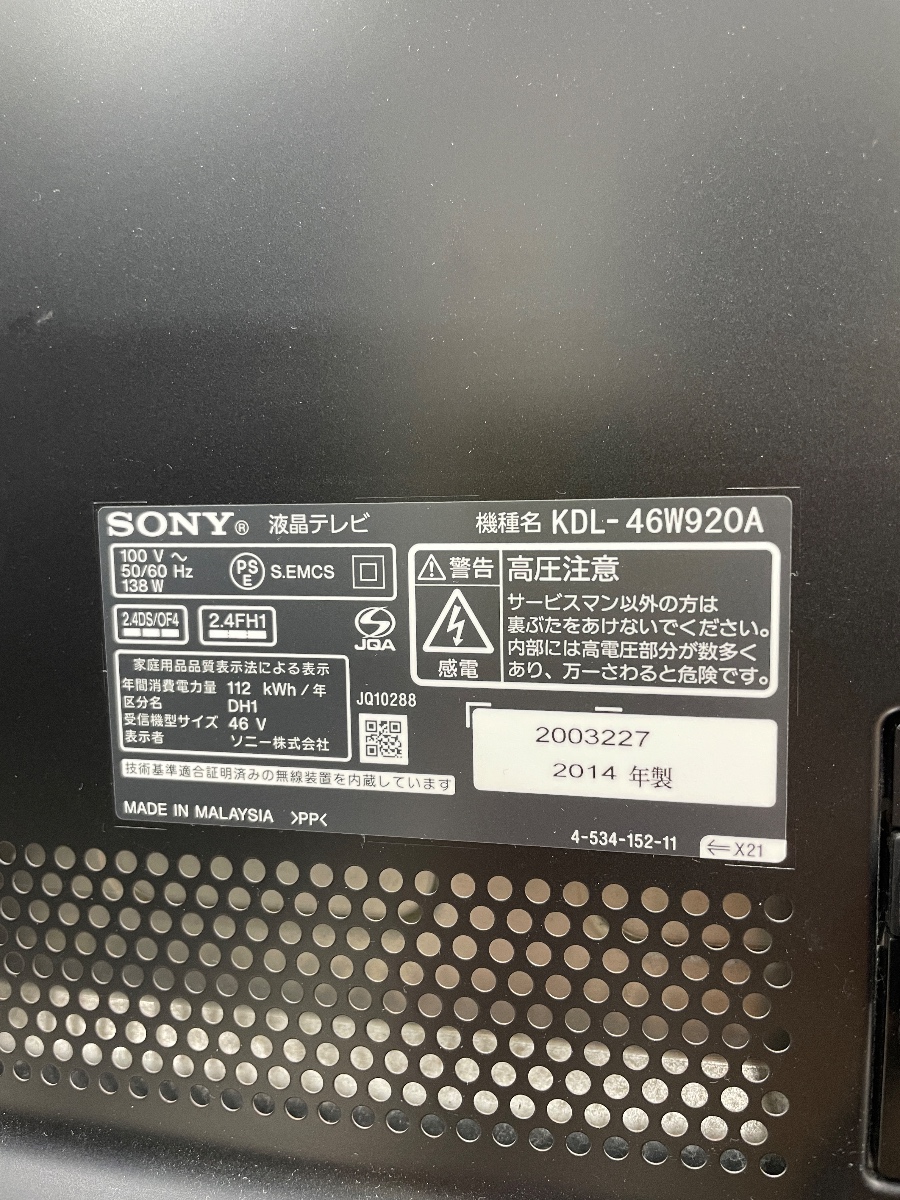 SONY® 液晶テレビ
機種名 KDL-46W920A
100 V ～
50/60 Hz
138 W
PS
E
S.EMCS
2.4DS/OF4
2.4FH1
JQA
⚠警告
感電
高圧注意
サービスマン以外の方は
裏ぶたをあけないでください。
内部には高電圧部分が数多く
あり、万一さわると危険です。
家庭用品品質表示法による表示
年間消費電力量 112 kWh/年
区分名 DH1
受信機型サイズ 46 V
表示者 ソニー株式会社
JQ10288
技術基準適合証明済みの無線装置を内蔵しています
2003227
2014 年製
MADE IN MALAYSIA >PP<
4-534-152-11
⇐X21